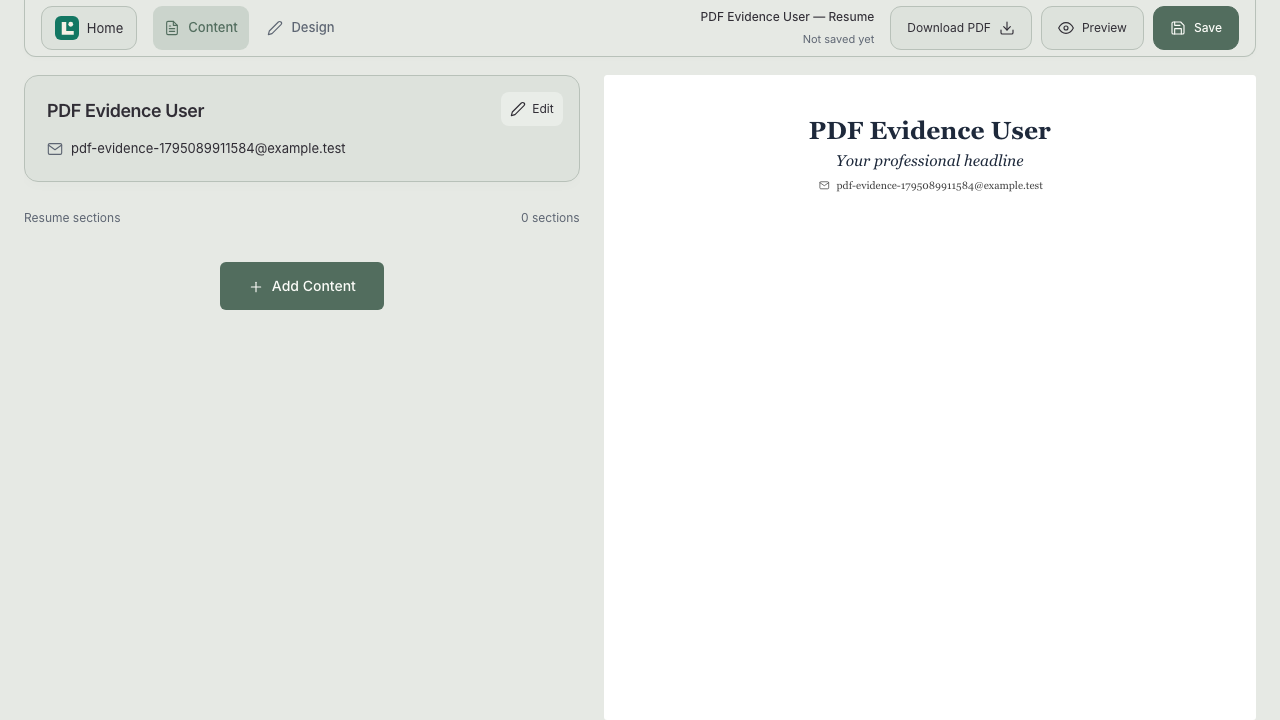 Home
Content
Design
PDF Evidence User — Resume
Not saved yet
Download PDF
Preview
Save
PDF Evidence User
Edit
pdf-evidence-1795089911584@example.test
Resume sections
0 sections
Add Content
PDF Evidence User
Your professional headline
pdf-evidence-1795089911584@example.test